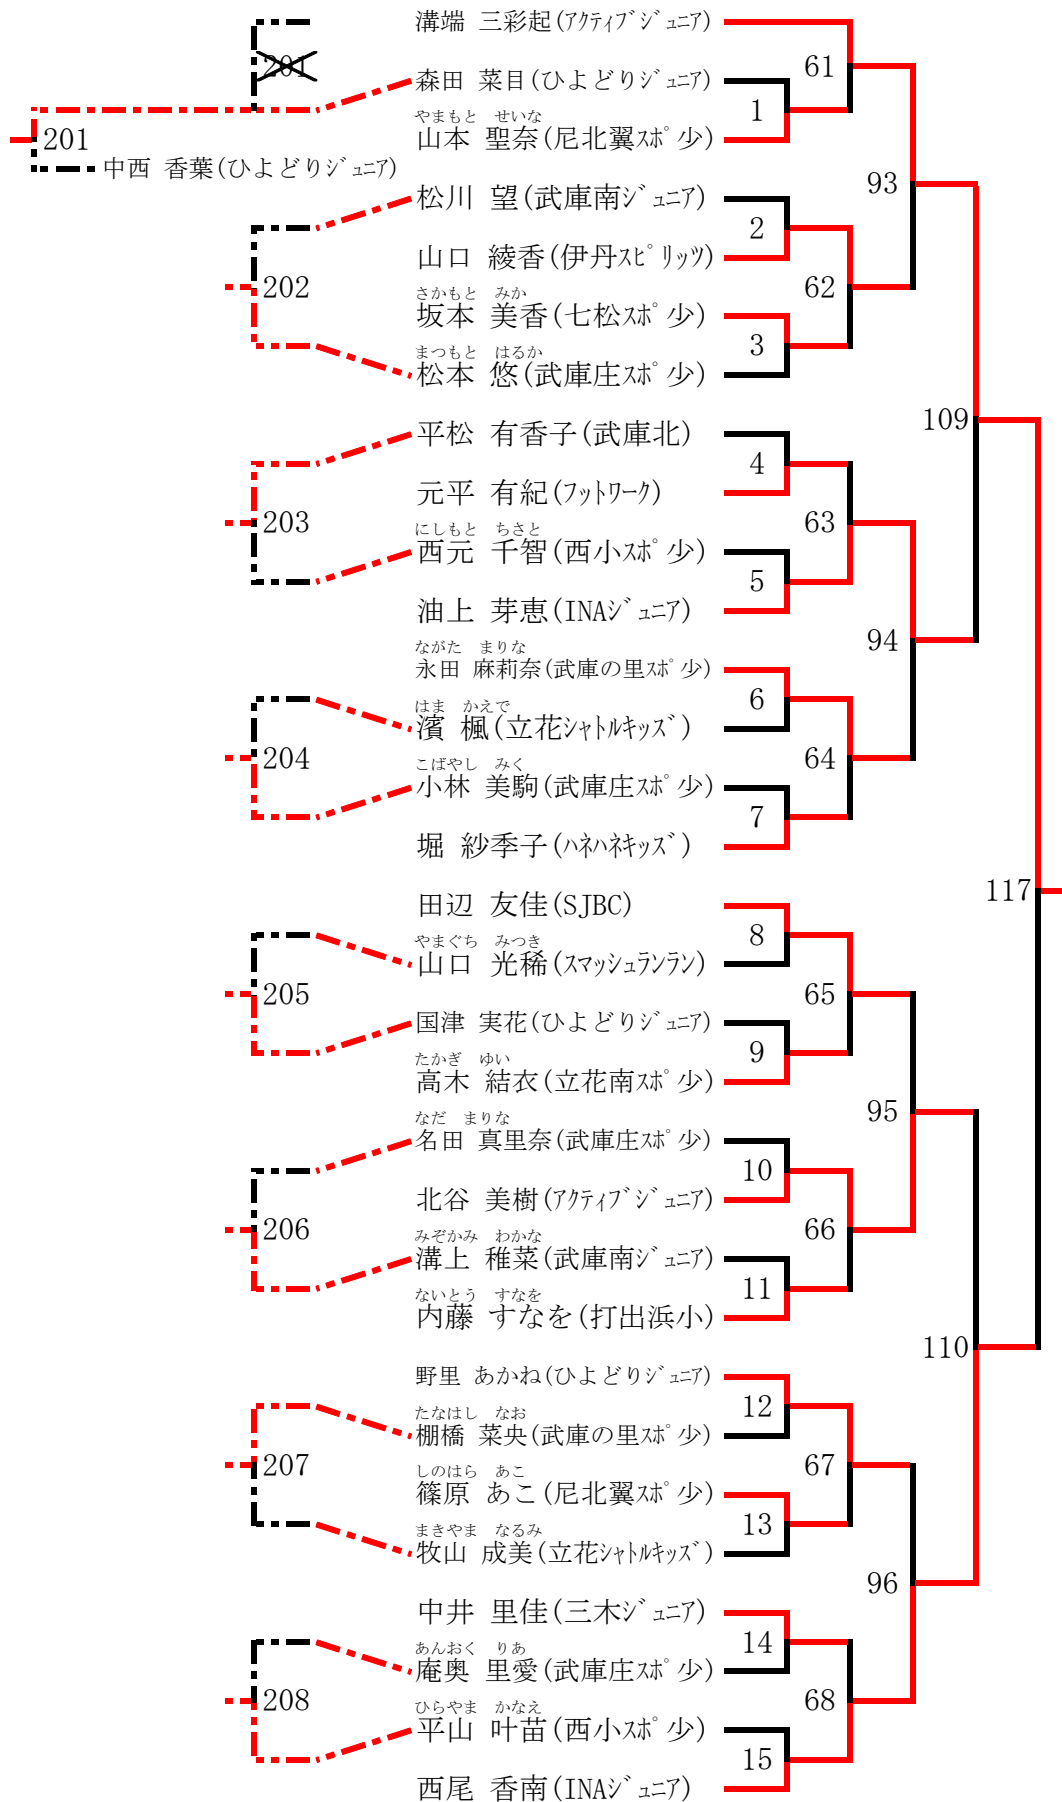 溝端 三彩起(アクティブジュニア)
61
201
森田 菜目(ひよどりジュニア)
1
やまもと せいな
山本 聖奈(尼北翼スポ少)
201
中西 香葉(ひよどりジュニア)
93
松川 望(武庫南ジュニア)
2
山口 綾香(伊丹スピリッツ)
202
62
さかもと みか
坂本 美香(七松スポ少)
3
まつもと はるか
松本 悠(武庫庄スポ少)
109
平松 有香子(武庫北)
4
元平 有紀(フットワーク)
203
63
にしもと ちさと
西元 千智(西小スポ少)
5
油上 芽恵(INAジュニア)
94
ながた まりな
永田 麻莉奈(武庫の里スポ少)
6
はま かえで
濱 楓(立花シャトルキッズ)
204
64
こばやし みく
小林 美駒(武庫庄スポ少)
7
堀 紗季子(ハネハネキッズ)
117
田辺 友佳(SJBC)
8
やまぐち みつき
山口 光稀(スマッシュランラン)
205
65
国津 実花(ひよどりジュニア)
9
たかぎ ゆい
高木 結衣(立花南スポ少)
95
なだ まりな
名田 真里奈(武庫庄スポ少)
10
北谷 美樹(アクティブジュニア)
206
66
みぞかみ わかな
溝上 稚菜(武庫南ジュニア)
11
ないとう すなを
内藤 すなを(打出浜小)
110
野里 あかね(ひよどりジュニア)
12
たなはし なお
棚橋 菜央(武庫の里スポ少)
207
67
しのはら あこ
篠原 あこ(尼北翼スポ少)
13
まきやま なるみ
牧山 成美(立花シャトルキッズ)
96
中井 里佳(三木ジュニア)
14
あんおく りあ
庵奥 里愛(武庫庄スポ少)
208
68
ひらやま かなえ
平山 叶苗(西小スポ少)
15
西尾 香南(INAジュニア)